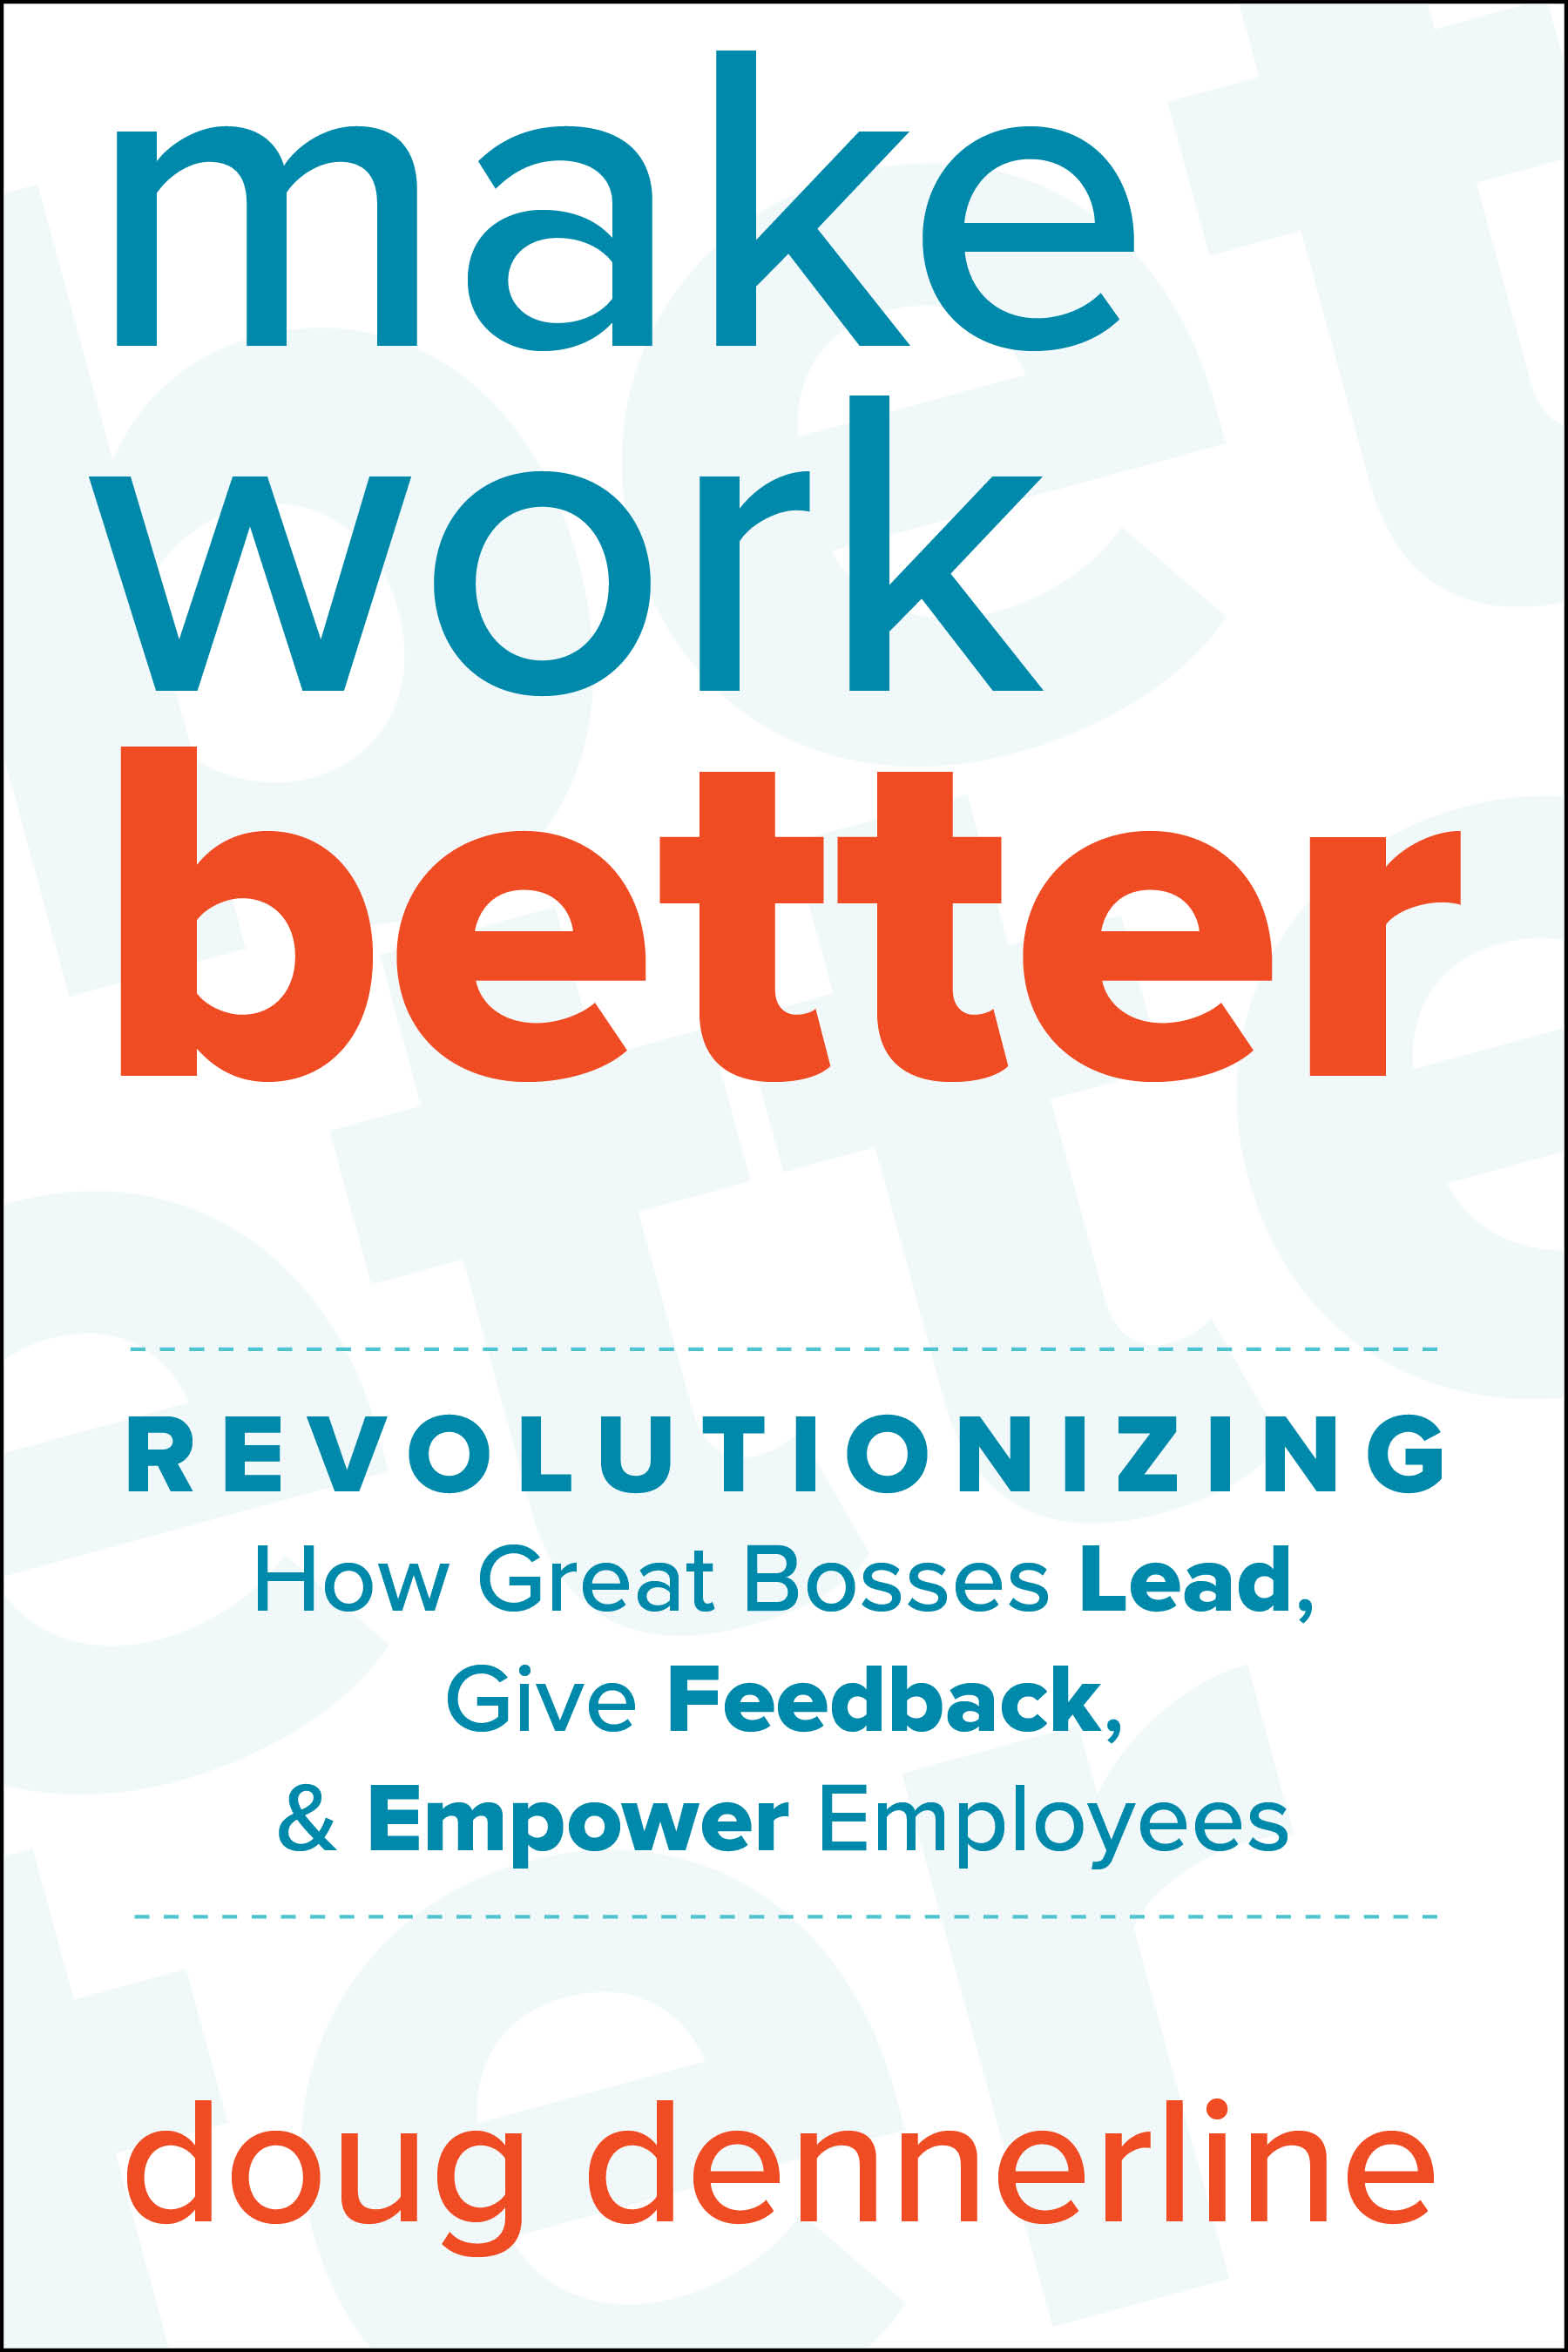 make
work
better
REVOLUTIONIZING
How Great Bosses Lead,
Give Feedback,
& Empower Employees
doug dennerline